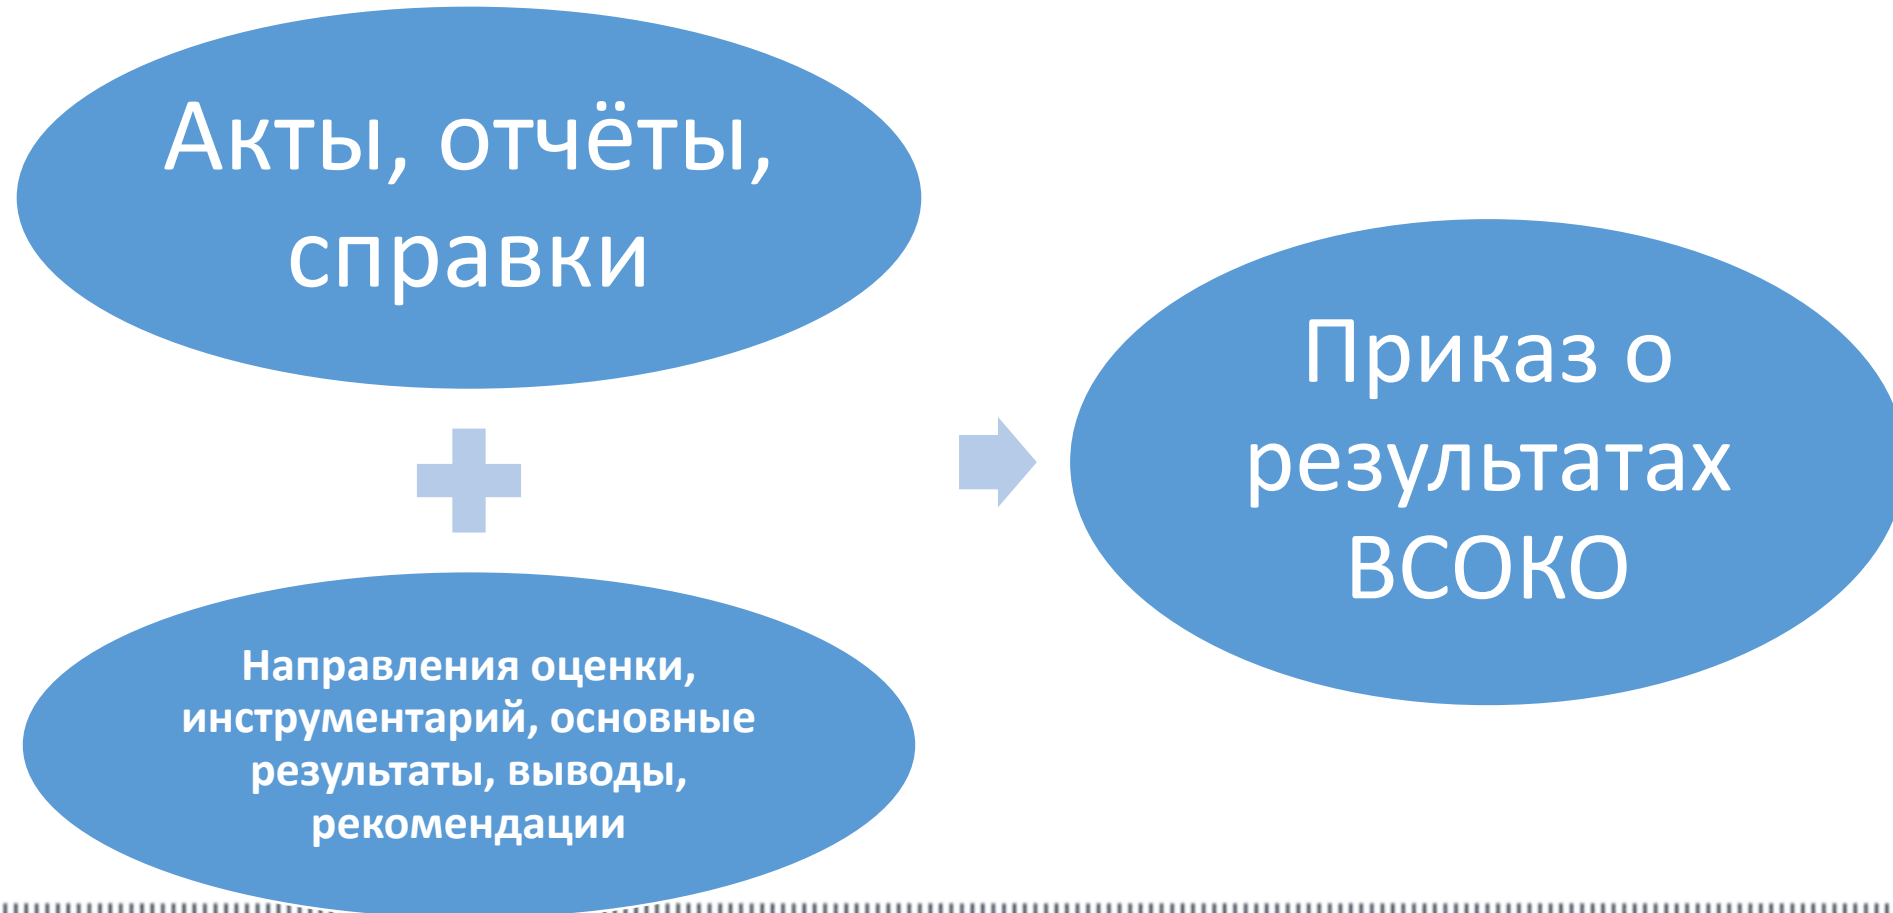 Акты, отчёты,
справки
Направления оценки,
инструментарий, основные
результаты, выводы,
рекомендации
Приказ о
результатах
ВСОКО